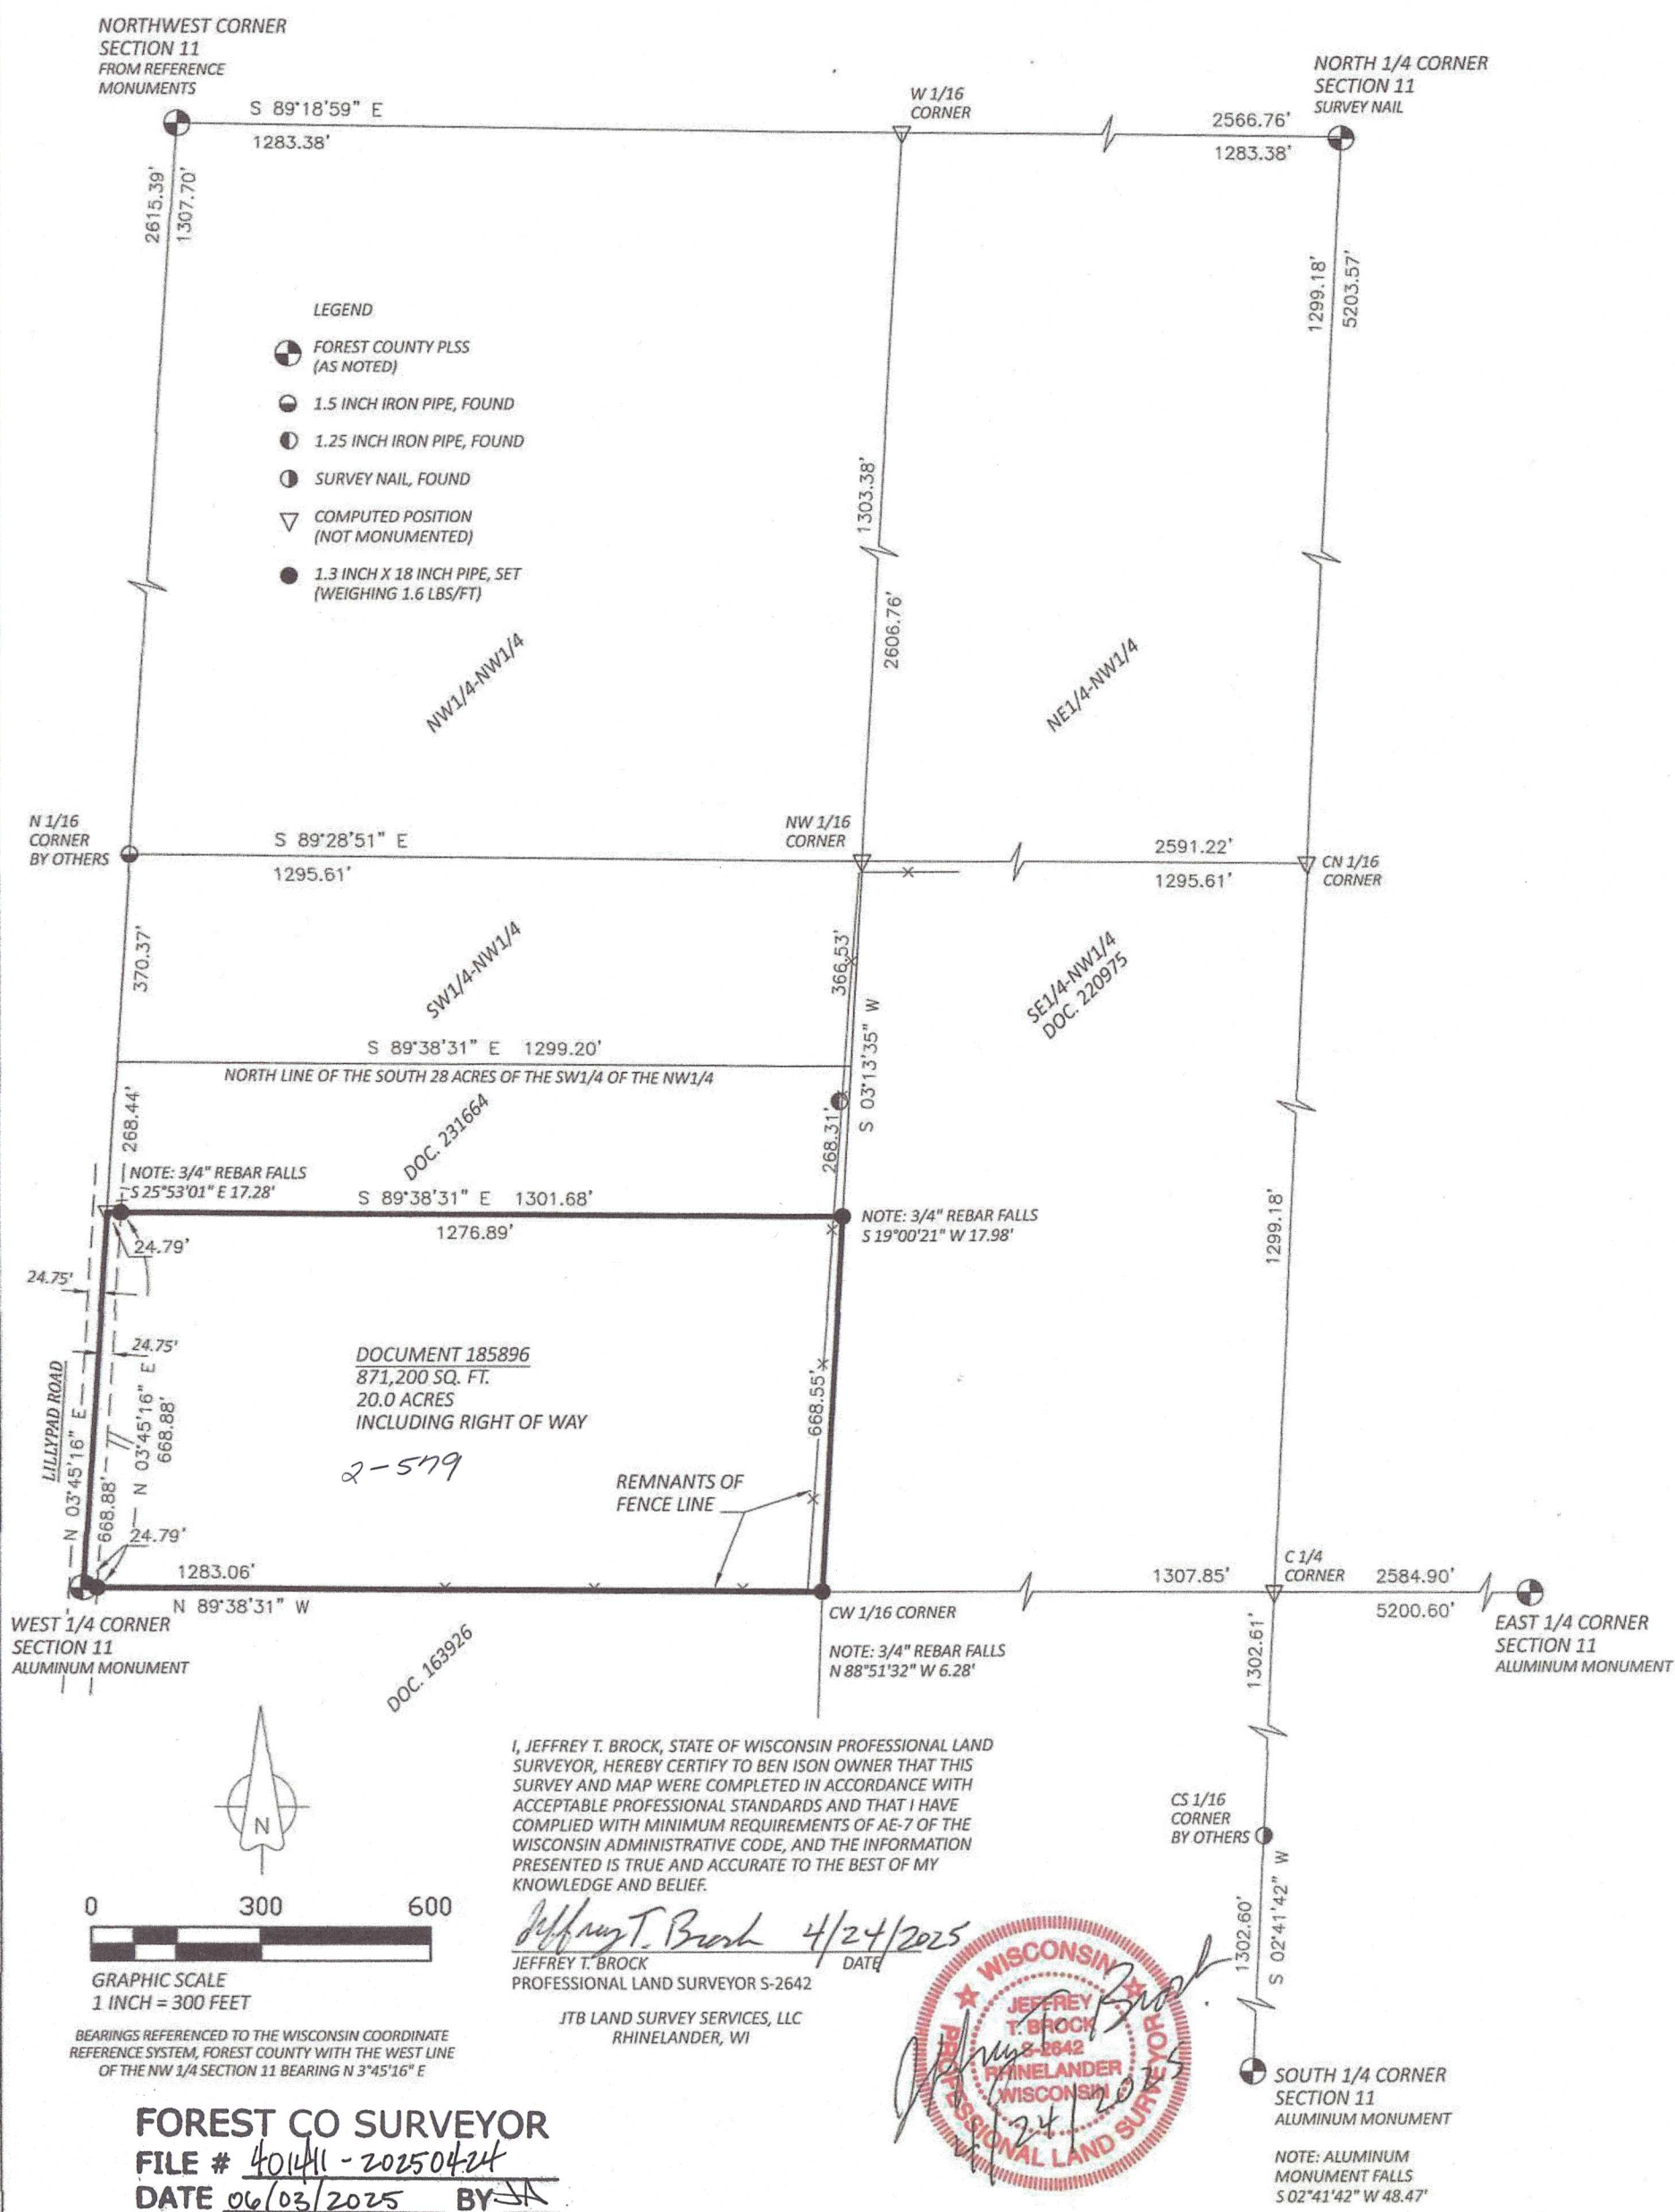 NORTHWEST CORNER
SECTION 11
FROM REFERENCE
MONUMENTS
S 89°18'59" E
1283.38'
W 1/16
CORNER
2566.76'
1283.38'
NORTH 1/4 CORNER
SECTION 11
SURVEY NAIL
2615.39'
1307.70'
1299.18'
5203.57'
LEGEND
FOREST COUNTY PLSS
(AS NOTED)
1.5 INCH IRON PIPE, FOUND
1.25 INCH IRON PIPE, FOUND
SURVEY NAIL, FOUND
COMPUTED POSITION
(NOT MONUMENTED)
1.3 INCH X 18 INCH PIPE, SET
(WEIGHING 1.6 LBS/FT)
1303.38'
2606.76'
NW1/4-NW1/4
NE1/4-NW1/4
N 1/16
CORNER
BY OTHERS
S 89°28'51" E
1295.61'
NW 1/16
CORNER
2591.22'
1295.61'
CN 1/16
CORNER
370.37'
SW1/4-NW1/4
366.53'
S 03°13'35" W
SE1/4-NW1/4
DOC. 220975
S 89°38'31" E 1299.20'
NORTH LINE OF THE SOUTH 28 ACRES OF THE SW1/4 OF THE NW1/4
268.44'
DOC. 231664
268.31'
NOTE: 3/4" REBAR FALLS
S 25°53'01" E 17.28'
S 89°38'31" E 1301.68'
1276.89'
NOTE: 3/4" REBAR FALLS
S 19°00'21" W 17.98'
24.79'
24.75'
24.75'
1299.18'
LILLYPAD ROAD
N 03°45'16" E
668.88'
N 03°45'16" E
668.88'
DOCUMENT 185896
871,200 SQ. FT.
20.0 ACRES
INCLUDING RIGHT OF WAY
2-579
668.55'
REMNANTS OF
FENCE LINE
24.79'
1283.06'
N 89°38'31" W
WEST 1/4 CORNER
SECTION 11
ALUMINUM MONUMENT
DOC. 163926
CW 1/16 CORNER
NOTE: 3/4" REBAR FALLS
N 88°51'32" W 6.28'
1307.85'
C 1/4
CORNER
2584.90'
5200.60'
EAST 1/4 CORNER
SECTION 11
ALUMINUM MONUMENT
1302.61'
N
I, JEFFREY T. BROCK, STATE OF WISCONSIN PROFESSIONAL LAND
SURVEYOR, HEREBY CERTIFY TO BEN ISON OWNER THAT THIS
SURVEY AND MAP WERE COMPLETED IN ACCORDANCE WITH
ACCEPTABLE PROFESSIONAL STANDARDS AND THAT I HAVE
COMPLIED WITH MINIMUM REQUIREMENTS OF AE-7 OF THE
WISCONSIN ADMINISTRATIVE CODE, AND THE INFORMATION
PRESENTED IS TRUE AND ACCURATE TO THE BEST OF MY
KNOWLEDGE AND BELIEF.
Jeffrey T. Brock 4/24/2025
JEFFREY T. BROCK DATE
PROFESSIONAL LAND SURVEYOR S-2642
JTB LAND SURVEY SERVICES, LLC
RHINELANDER, WI
CS 1/16
CORNER
BY OTHERS
1302.60'
S 02°41'42" W
0 300 600
GRAPHIC SCALE
1 INCH = 300 FEET
BEARINGS REFERENCED TO THE WISCONSIN COORDINATE
REFERENCE SYSTEM, FOREST COUNTY WITH THE WEST LINE
OF THE NW 1/4 SECTION 11 BEARING N 3°45'16" E
WISCONSIN
JEFFREY
T. BROCK
S-2642
RHINELANDER
WISCONSIN
PROFESSIONAL LAND SURVEYOR
Jeffrey T. Brock
4/24/2025
SOUTH 1/4 CORNER
SECTION 11
ALUMINUM MONUMENT
NOTE: ALUMINUM
MONUMENT FALLS
S 02°41'42" W 48.47'
FOREST CO SURVEYOR
FILE # 401411-20250424
DATE 06/03/2025 BY JA